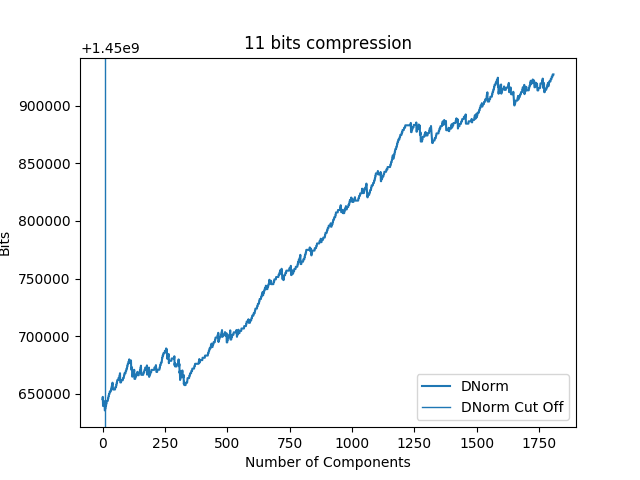 11 bits compression
+1.45e9
900000
850000
800000
750000
700000
650000
Bits
0 250 500 750 1000 1250 1500 1750
Number of Components
DNorm
DNorm Cut Off